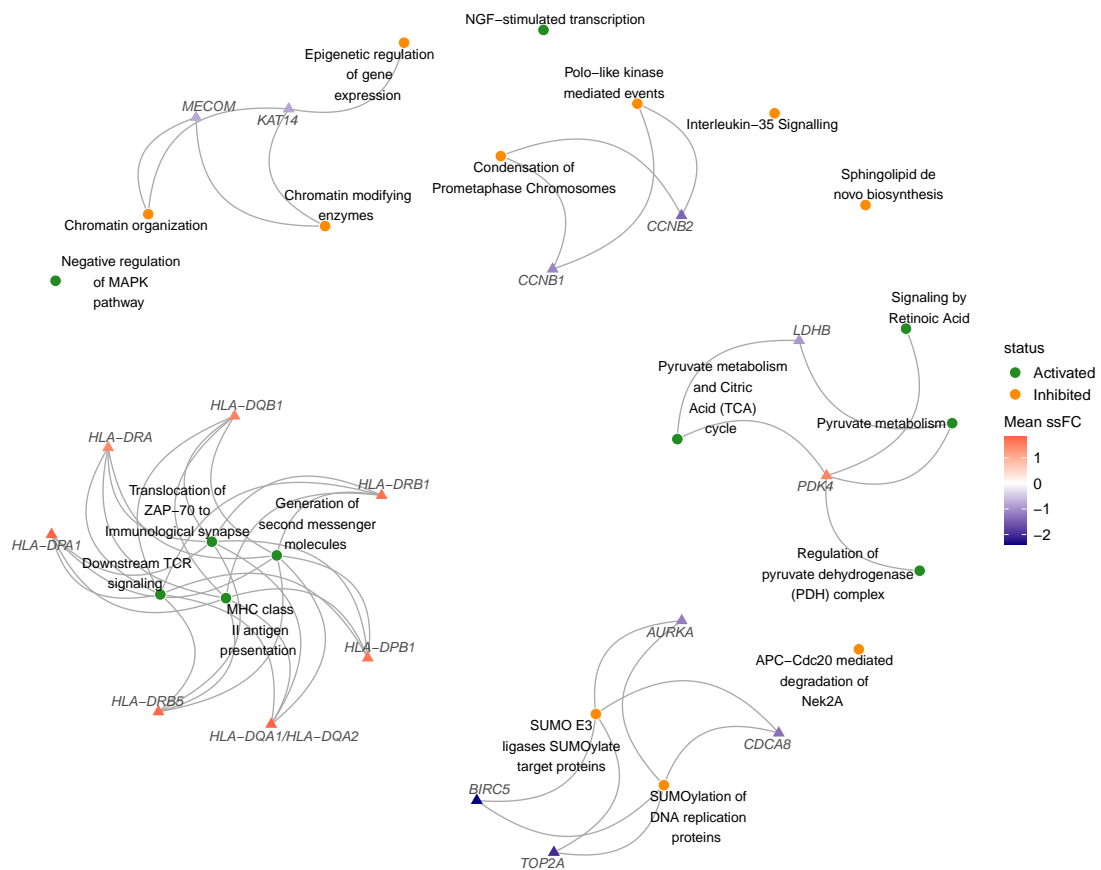 NGF−stimulated transcription
Epigenetic regulation
of gene
expression
Polo−like kinase
mediated events
MECOM
KAT14
Interleukin−35 Signalling
Condensation of
Prometaphase Chromosomes
Sphingolipid de
novo biosynthesis
Chromatin modifying
enzymes
Chromatin organization
CCNB2
Negative regulation
of MAPK
pathway
CCNB1
Signaling by
Retinoic Acid
LDHB
Pyruvate metabolism
and Citric
Acid (TCA)
cycle
Pyruvate metabolism
PDK4
Regulation of
pyruvate dehydrogenase
(PDH) complex
status
Activated
Inhibited
Mean ssFC
1
0
−1
−2
HLA−DQB1
HLA−DRA
HLA−DRB1
Translocation of
ZAP−70 to
Immunological synapse
Generation of
second messenger
molecules
HLA−DPA1
Downstream TCR
signaling
MHC class
II antigen
presentation
HLA−DPB1
HLA−DRB5
HLA−DQA1/HLA−DQA2
AURKA
APC−Cdc20 mediated
degradation of
Nek2A
SUMO E3
ligases SUMOylate
target proteins
CDCA8
BIRC5
SUMOylation of
DNA replication
proteins
TOP2A